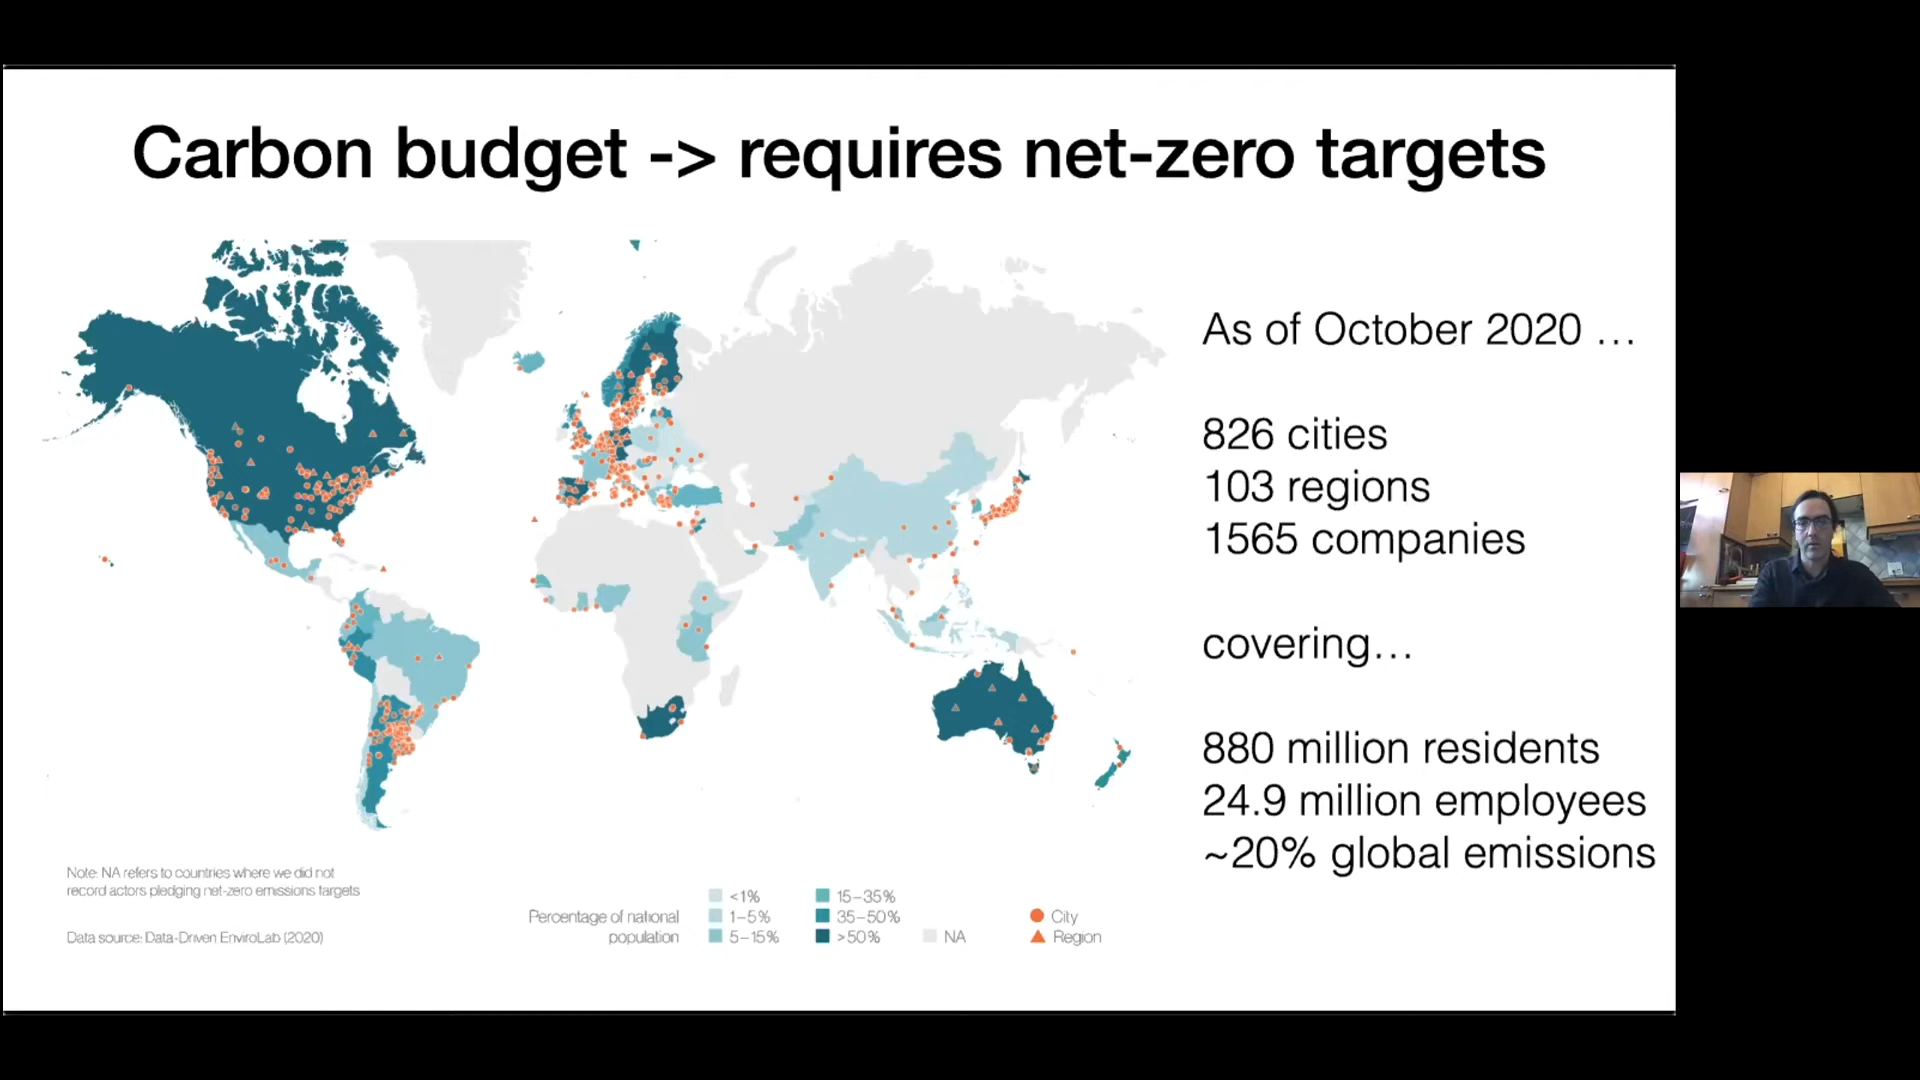 Carbon budget -> requires net-zero targets
As of October 2020 ...
826 cities
103 regions
1565 companies
covering...
880 million residents
24.9 million employees
~20% global emissions
Note: NA refers to countries where we did not
record actors pledging net-zero emissions targets
Data source: Data-Driven EnviroLab (2020)
Percentage of national
population
<1%
1–5%
5–15%
15–35%
35–50%
>50%
NA
City
Region